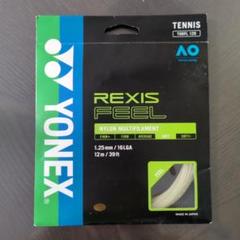 TENNIS
AO
YONEX
REXIS
FEEL
NYLON MULTIFILAMENT
1.25mm / 16LGA
12m / 39ft
MADE IN JAPAN